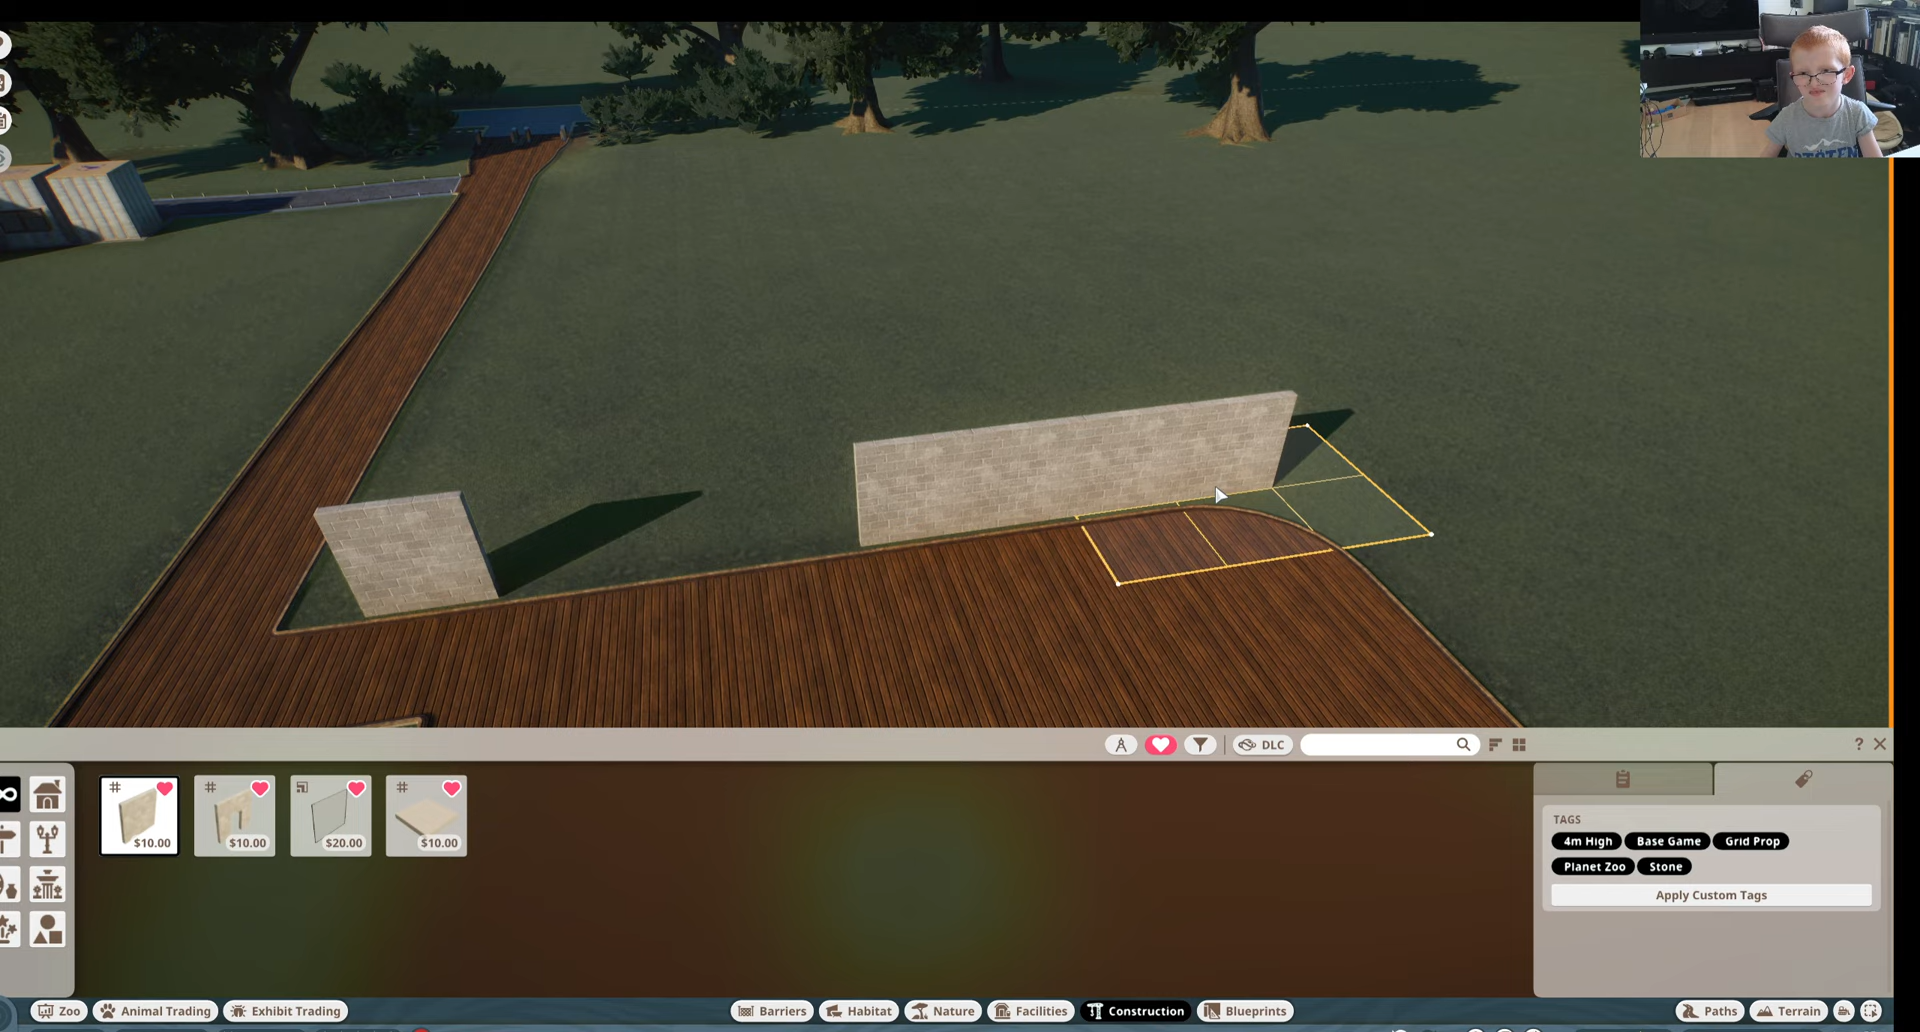 DLC
?
$10.00 $10.00 $20.00 $10.00
TAGS
4m High Base Game Grid Prop
Planet Zoo Stone
Apply Custom Tags
Zoo Animal Trading Exhibit Trading Barriers Habitat Nature Facilities Construction Blueprints Paths Terrain